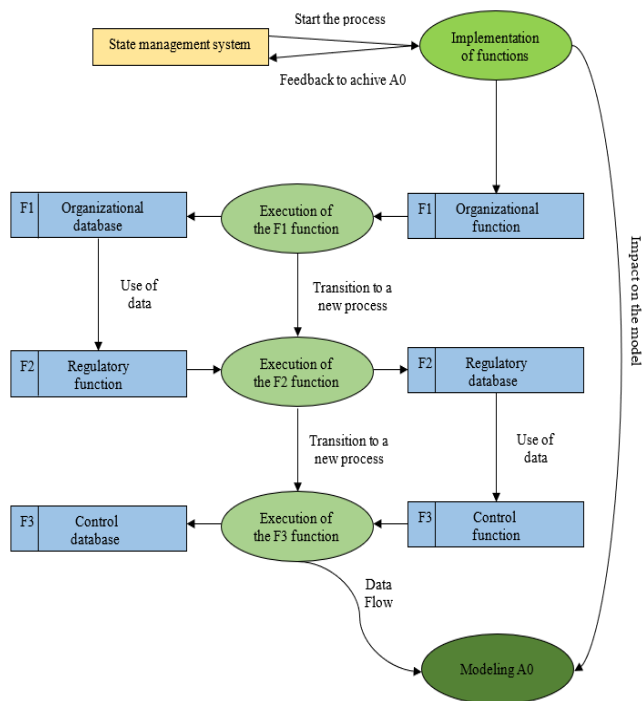 Start the process
State management system
Implementation
of functions
Feedback to achive A0
F1
Organizational
database
Execution of
the F1 function
F1
Organizational
function
Use of
data
Transition to a
new process
Impact on the model
F2
Regulatory
function
Execution of
the F2 function
F2
Regulatory
database
Transition to a
new process
Use of
data
F3
Control
database
Execution of
the F3 function
F3
Control
function
Data
Flow
Modeling A0